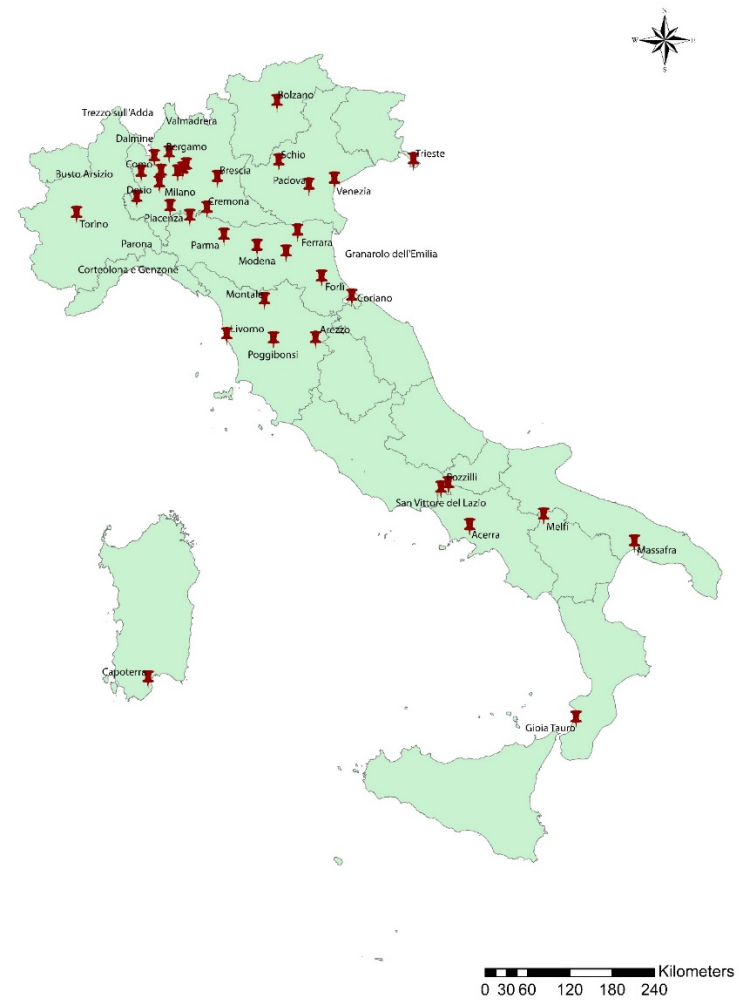 N
W
E
S
Bolzano
Trezzo sull'Adda
Valmadrera
Dalmine
Bergamo
Schio
Trieste
Como
Busto Arsizio
Brescia
Padova
Venezia
Desio
Milano
Cremona
Torino
Piacenza
Parona
Parma
Ferrara
Modena
Granarolo dell'Emilia
Corteolona e Genzone
Forlì
Montale
Coriano
Livorno
Arezzo
Poggibonsi
Pozzilli
San Vittore del Lazio
Acerra
Melfi
Massafra
Capoterra
Gioia Tauro
Kilometers
0 30 60 120 180 240